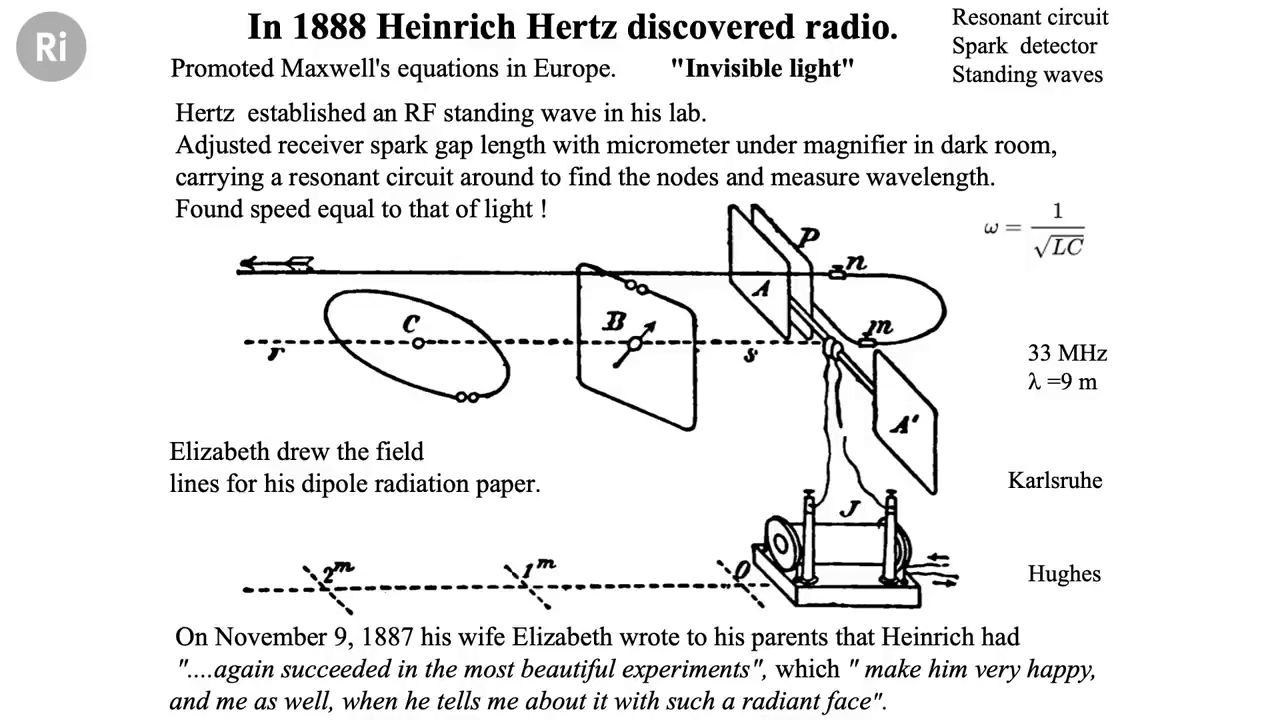 Ri
In 1888 Heinrich Hertz discovered radio.
Promoted Maxwell's equations in Europe. "Invisible light"
Resonant circuit
Spark detector
Standing waves
Hertz established an RF standing wave in his lab.
Adjusted receiver spark gap length with micrometer under magnifier in dark room,
carrying a resonant circuit around to find the nodes and measure wavelength.
Found speed equal to that of light !
ω = 1/√LC
P
n
A
C
B
m
r
s
33 MHz
λ =9 m
A'
Elizabeth drew the field
lines for his dipole radiation paper.
Karlsruhe
J
2m
1m
0
Hughes
On November 9, 1887 his wife Elizabeth wrote to his parents that Heinrich had
"....again succeeded in the most beautiful experiments", which " make him very happy,
and me as well, when he tells me about it with such a radiant face".